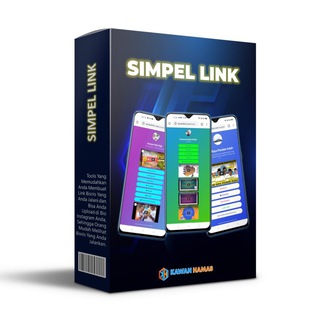 SIMPEL LINK
SIMPEL LINK
Tools Yang
Memudahkan
Anda Membuat
Link Bisnis Yang
Anda Jalani dan
Bisa Anda
Upload di Bio
Instagram Anda,
Sehingga Orang
Mudah Melihat
Bisnis Yang Anda
Jalankan.
KAWAN HAMAS